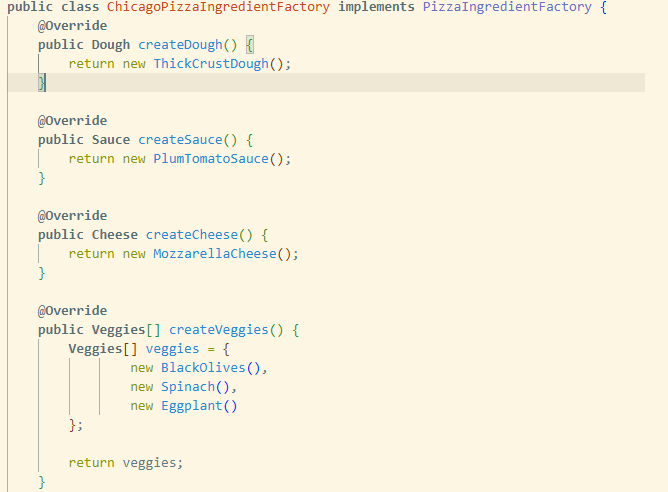 public class ChicagoPizzaIngredientFactory implements PizzaIngredientFactory {
    @Override
    public Dough createDough() {
        return new ThickCrustDough();
    }

    @Override
    public Sauce createSauce() {
        return new PlumTomatoSauce();
    }

    @Override
    public Cheese createCheese() {
        return new MozzarellaCheese();
    }

    @Override
    public Veggies[] createVeggies() {
        Veggies[] veggies = {
                new BlackOlives(),
                new Spinach(),
                new Eggplant()
        };

        return veggies;
    }